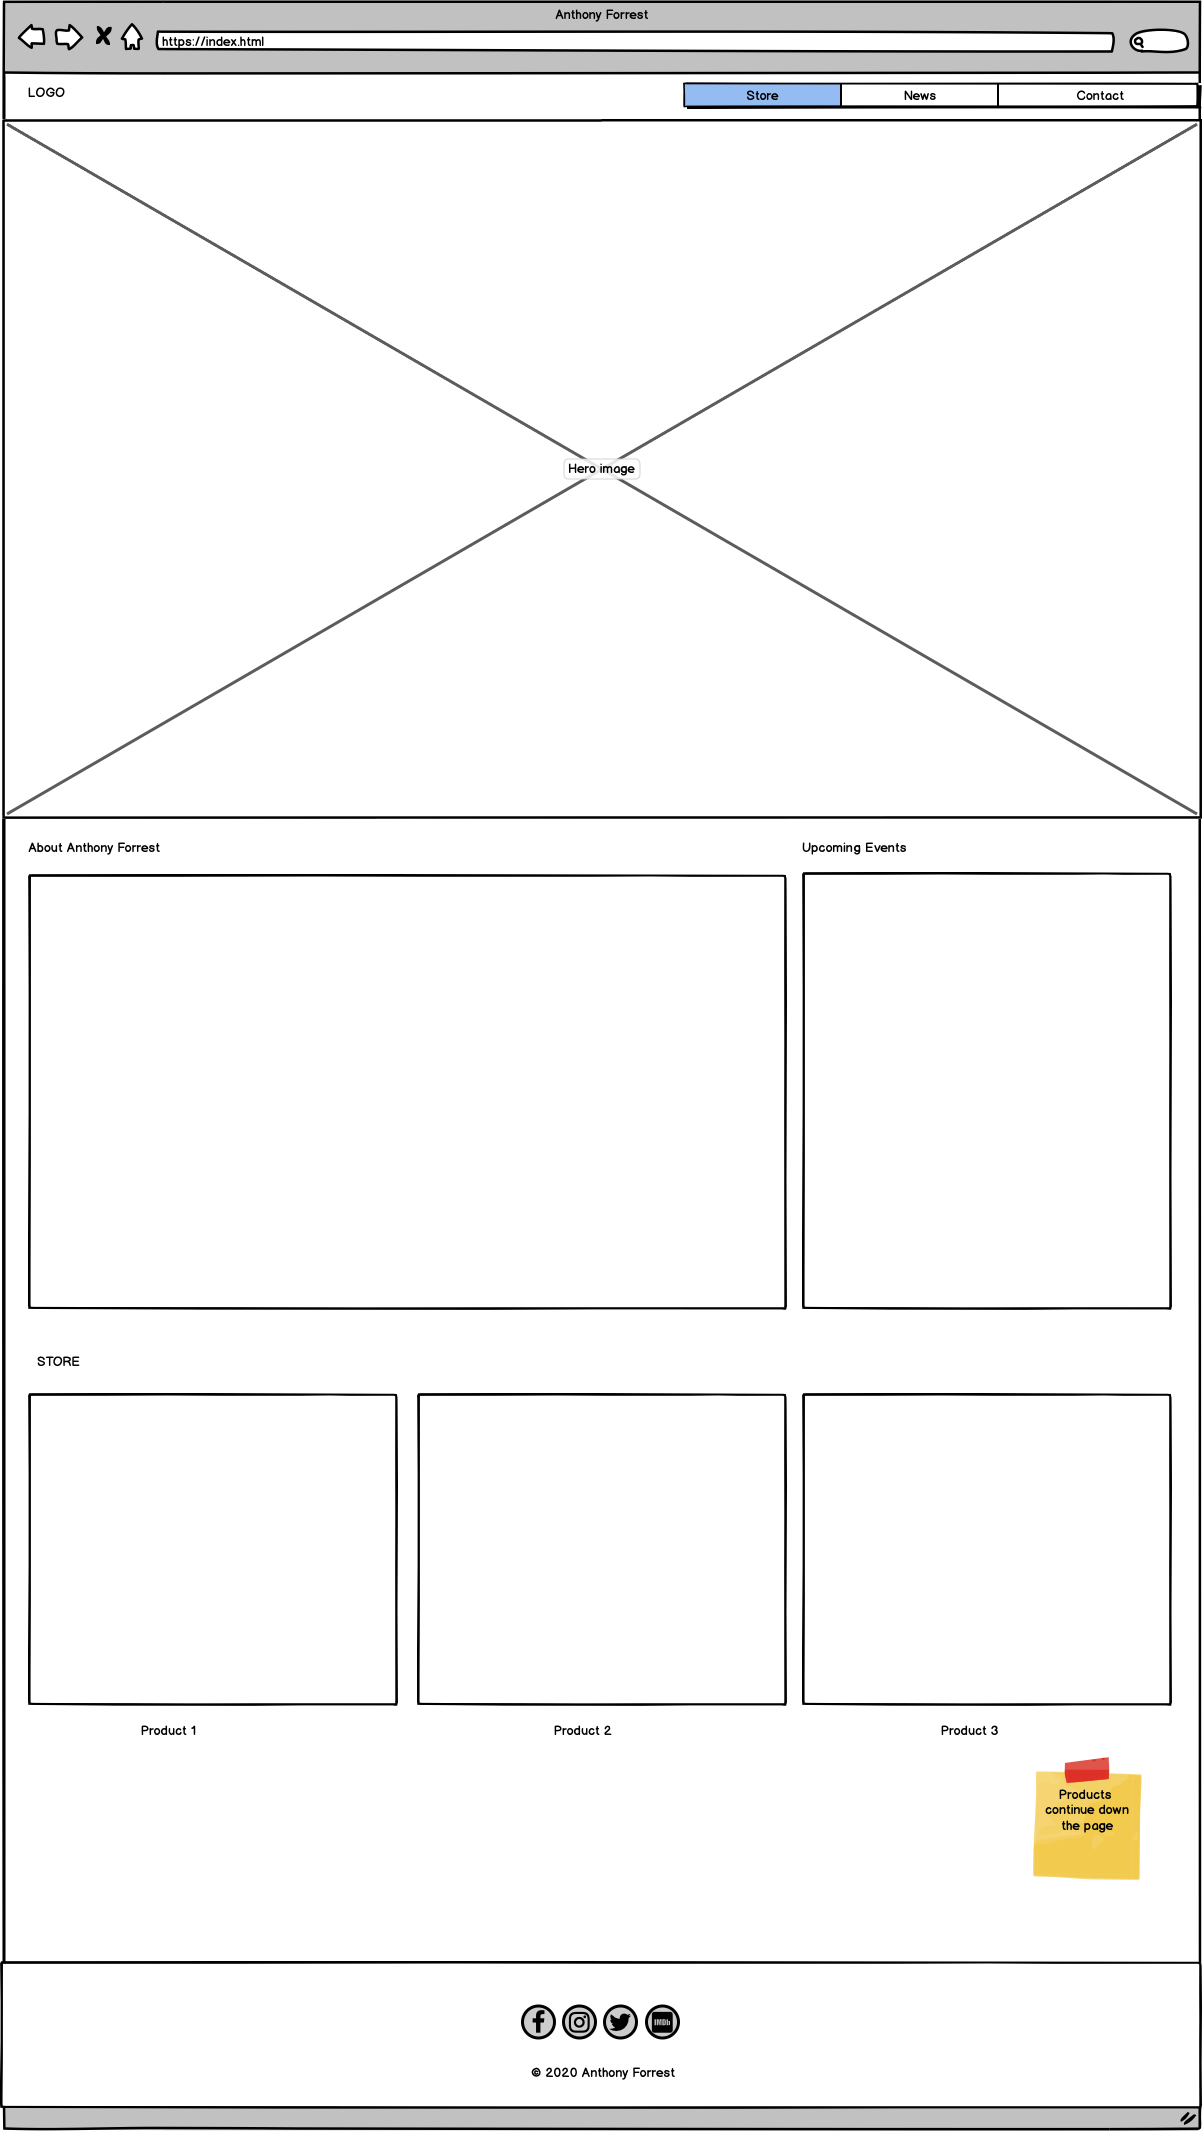 Anthony Forrest
https://index.html
LOGO
Store
News
Contact
Hero image
About Anthony Forrest
Upcoming Events
STORE
Product 1
Product 2
Product 3
Products
continue down
the page
IMDb
© 2020 Anthony Forrest